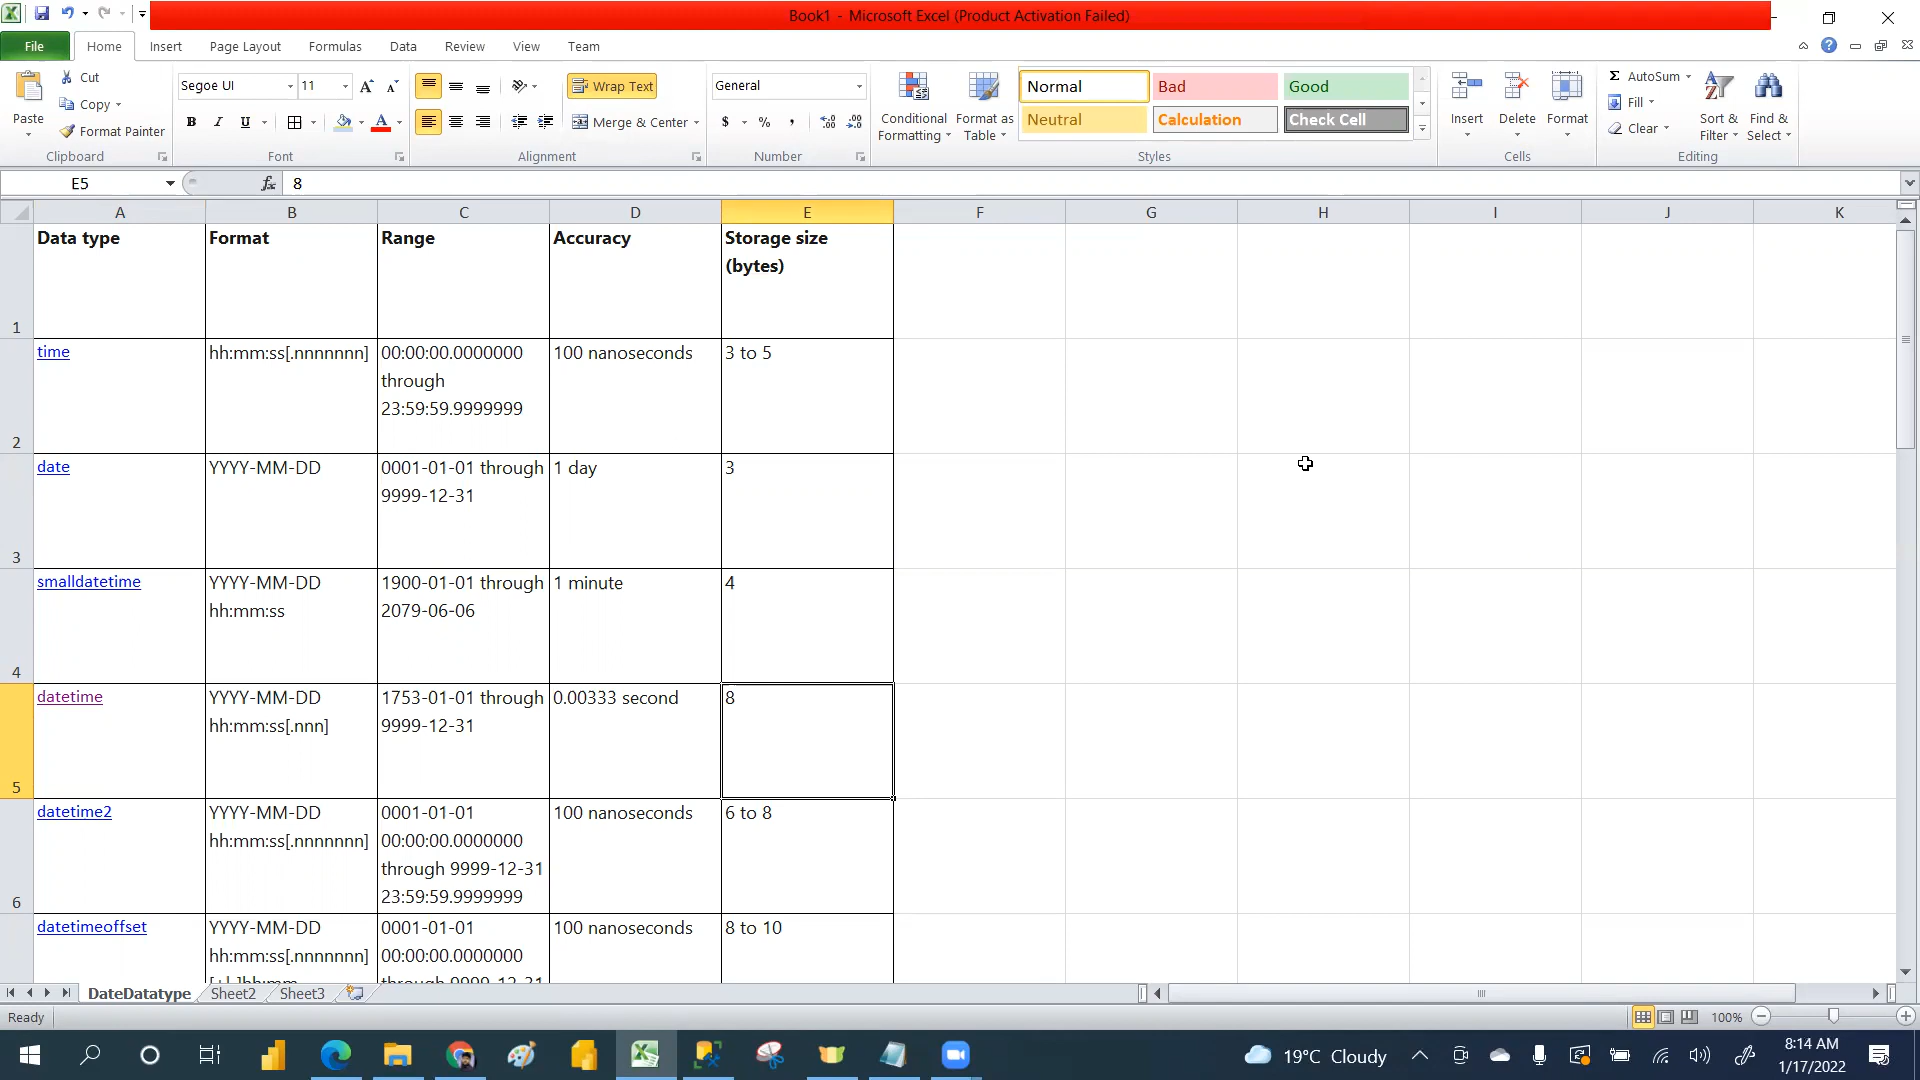 Book1 - Microsoft Excel (Product Activation Failed)
File Home Insert Page Layout Formulas Data Review View Team
Paste
Cut
Copy
Format Painter
Clipboard
Segoe UI 11
B I U
Font
Wrap Text
Merge & Center
Alignment
General
$ % ,
Number
Conditional Formatting
Format as Table
Normal Bad Good
Neutral Calculation Check Cell
Styles
Insert Delete Format
Cells
Σ AutoSum
Fill
Clear
Sort & Filter
Find & Select
Editing
E5 fx 8
A B C D E F G H I J K
1 Data type Format Range Accuracy Storage size (bytes)
2 time hh:mm:ss[.nnnnnnn] 00:00:00.0000000 through 23:59:59.9999999 100 nanoseconds 3 to 5
3 date YYYY-MM-DD 0001-01-01 through 9999-12-31 1 day 3
4 smalldatetime YYYY-MM-DD hh:mm:ss 1900-01-01 through 2079-06-06 1 minute 4
5 datetime YYYY-MM-DD hh:mm:ss[.nnn] 1753-01-01 through 9999-12-31 0.00333 second 8
6 datetime2 YYYY-MM-DD hh:mm:ss[.nnnnnnn] 0001-01-01 00:00:00.0000000 through 9999-12-31 23:59:59.9999999 100 nanoseconds 6 to 8
datetimeoffset YYYY-MM-DD hh:mm:ss[.nnnnnnn] 0001-01-01 00:00:00.0000000 through 9999-12-31 100 nanoseconds 8 to 10
DateDatatype Sheet2 Sheet3
Ready 100%
19°C Cloudy
8:14 AM
1/17/2022